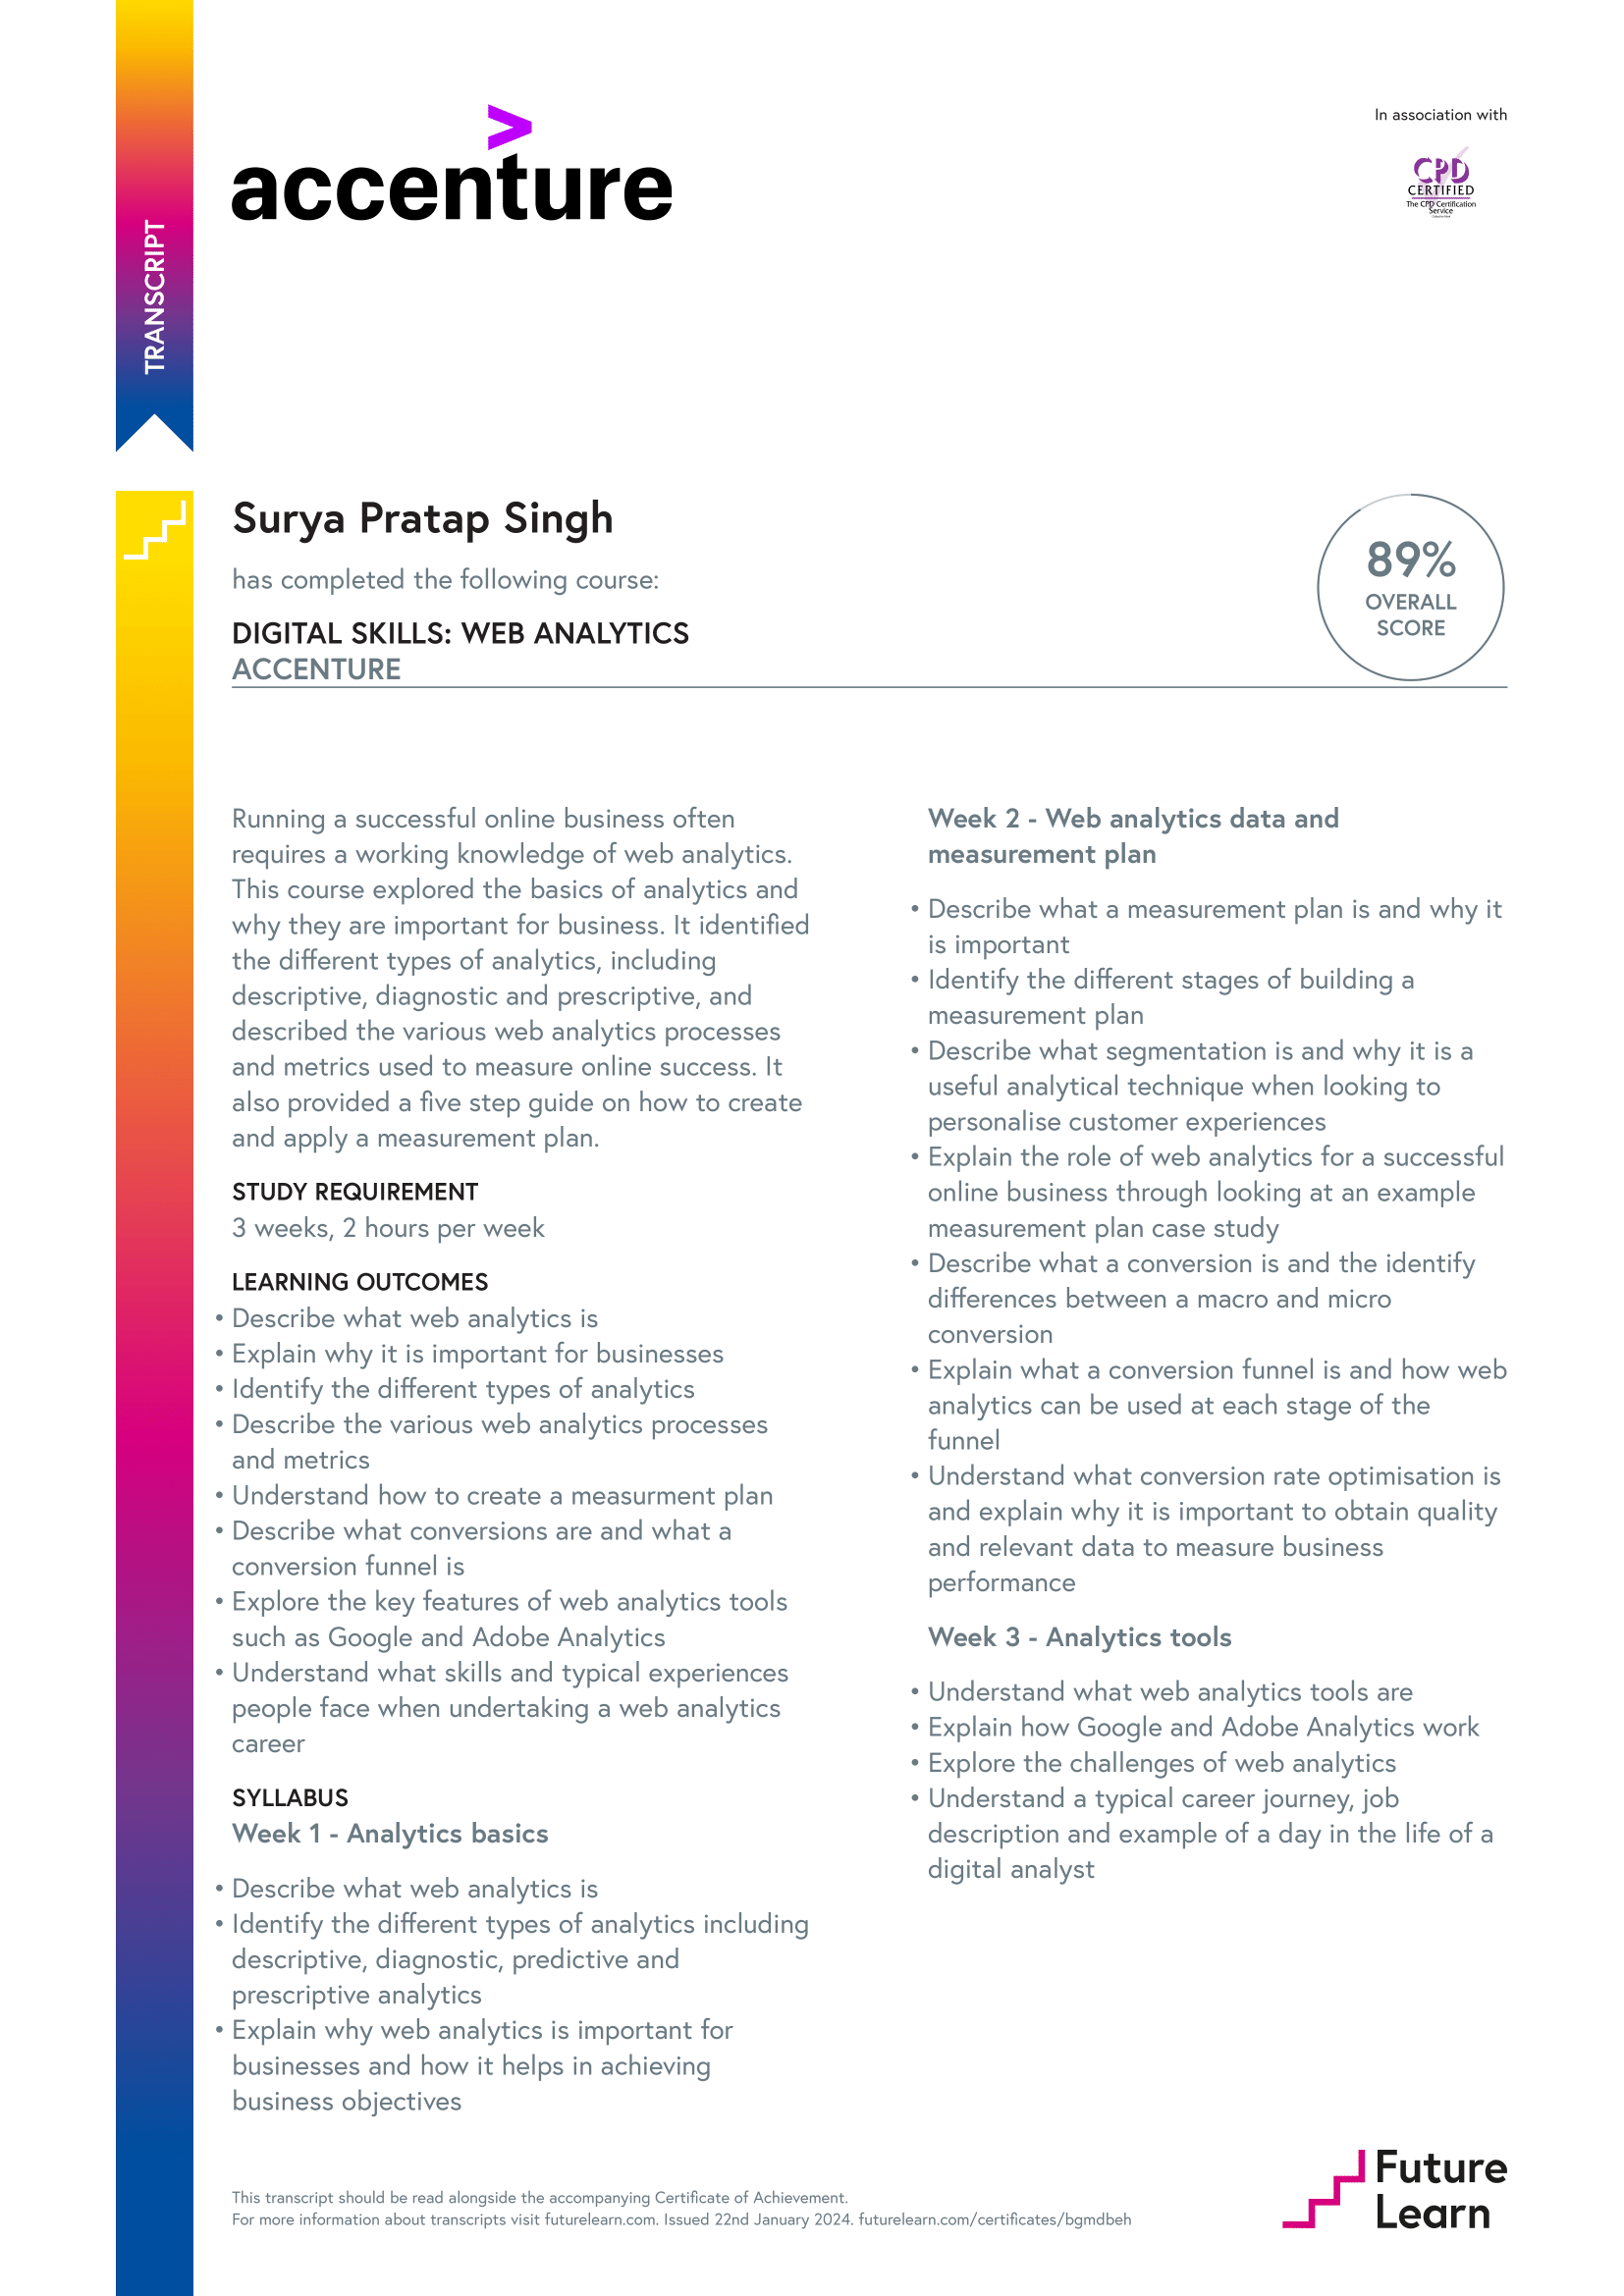 TRANSCRIPT
accenture
In association with
CPD
CERTIFIED
The CPD Certification
Service
Surya Pratap Singh
has completed the following course:
DIGITAL SKILLS: WEB ANALYTICS
ACCENTURE
89%
OVERALL
SCORE
Running a successful online business often
requires a working knowledge of web analytics.
This course explored the basics of analytics and
why they are important for business. It identified
the different types of analytics, including
descriptive, diagnostic and prescriptive, and
described the various web analytics processes
and metrics used to measure online success. It
also provided a five step guide on how to create
and apply a measurement plan.
STUDY REQUIREMENT
3 weeks, 2 hours per week
LEARNING OUTCOMES
• Describe what web analytics is
• Explain why it is important for businesses
• Identify the different types of analytics
• Describe the various web analytics processes
and metrics
• Understand how to create a measurment plan
• Describe what conversions are and what a
conversion funnel is
• Explore the key features of web analytics tools
such as Google and Adobe Analytics
• Understand what skills and typical experiences
people face when undertaking a web analytics
career
SYLLABUS
Week 1 - Analytics basics
• Describe what web analytics is
• Identify the different types of analytics including
descriptive, diagnostic, predictive and
prescriptive analytics
• Explain why web analytics is important for
businesses and how it helps in achieving
business objectives
Week 2 - Web analytics data and
measurement plan
• Describe what a measurement plan is and why it
is important
• Identify the different stages of building a
measurement plan
• Describe what segmentation is and why it is a
useful analytical technique when looking to
personalise customer experiences
• Explain the role of web analytics for a successful
online business through looking at an example
measurement plan case study
• Describe what a conversion is and the identify
differences between a macro and micro
conversion
• Explain what a conversion funnel is and how web
analytics can be used at each stage of the
funnel
• Understand what conversion rate optimisation is
and explain why it is important to obtain quality
and relevant data to measure business
performance
Week 3 - Analytics tools
• Understand what web analytics tools are
• Explain how Google and Adobe Analytics work
• Explore the challenges of web analytics
• Understand a typical career journey, job
description and example of a day in the life of a
digital analyst
This transcript should be read alongside the accompanying Certificate of Achievement.
For more information about transcripts visit futurelearn.com. Issued 22nd January 2024. futurelearn.com/certificates/bgmdbeh
Future
Learn